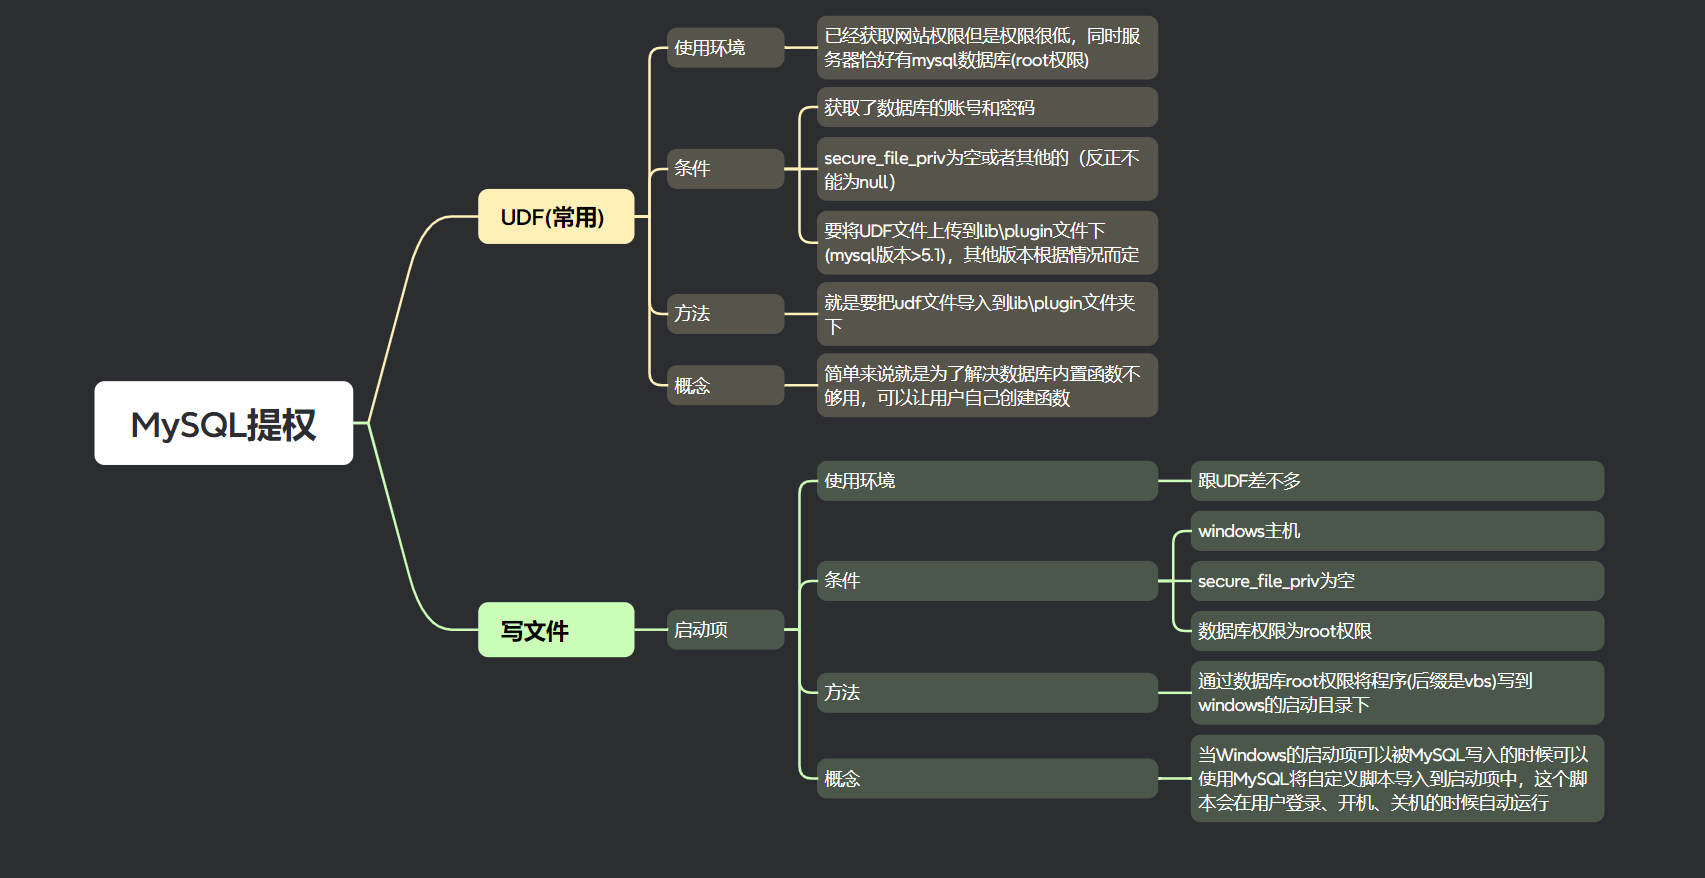 MySQL提权
UDF(常用)
使用环境
已经获取网站权限但是权限很低，同时服
务器恰好有mysql数据库(root权限)
条件
获取了数据库的账号和密码
secure_file_priv为空或者其他的（反正不
能为null）
要将UDF文件上传到lib\plugin文件下
(mysql版本>5.1)，其他版本根据情况而定
方法
就是要把udf文件导入到lib\plugin文件夹
下
概念
简单来说就是为了解决数据库内置函数不
够用，可以让用户自己创建函数
写文件
启动项
使用环境
跟UDF差不多
条件
windows主机
secure_file_priv为空
数据库权限为root权限
方法
通过数据库root权限将程序(后缀是vbs)写到
windows的启动目录下
概念
当Windows的启动项可以被MySQL写入的时候可以
使用MySQL将自定义脚本导入到启动项中，这个脚
本会在用户登录、开机、关机的时候自动运行